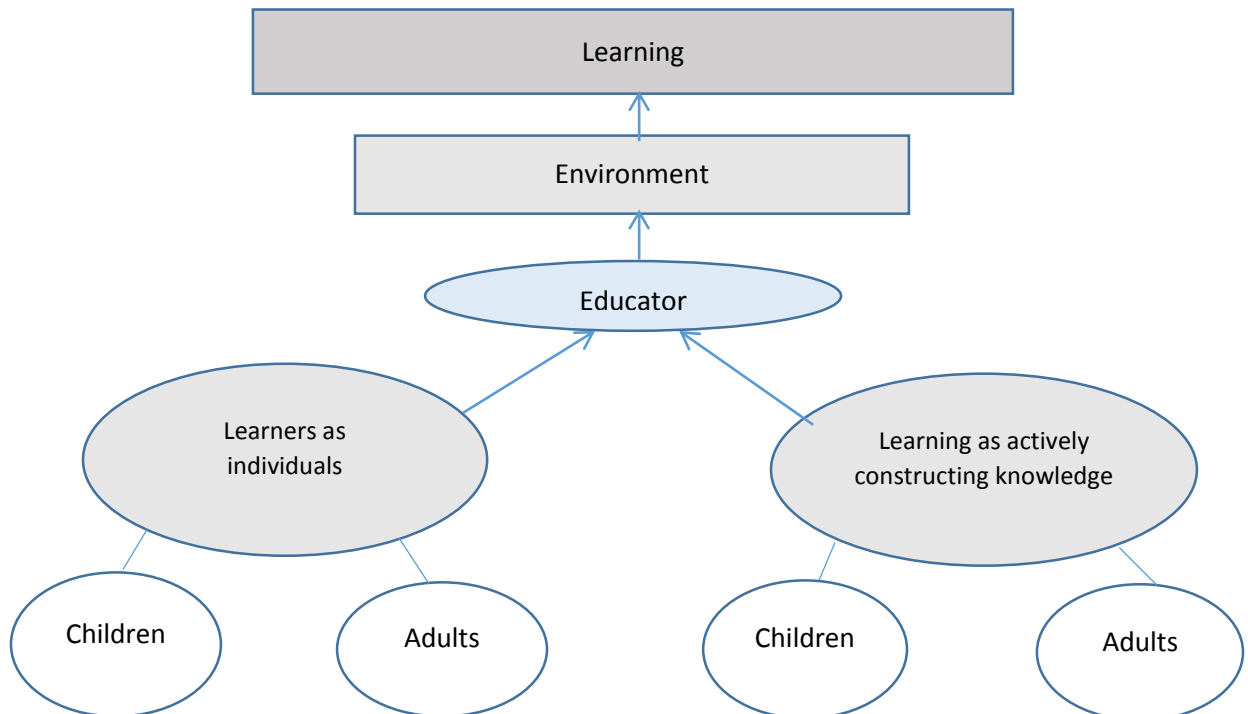 Learning
Environment
Educator
Learners as
individuals
Learning as actively
constructing knowledge
Children
Adults
Children
Adults